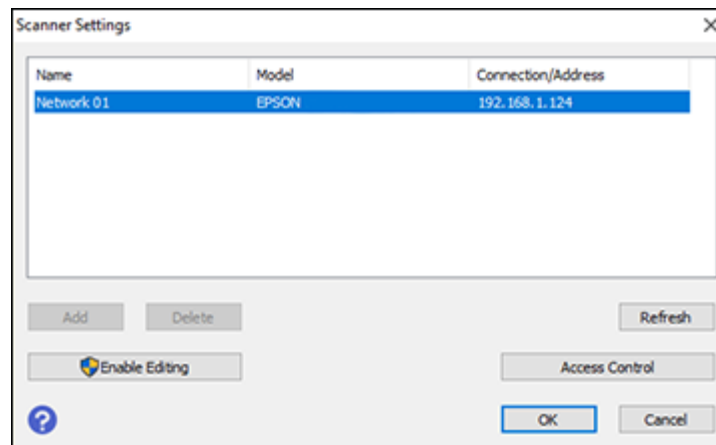 Scanner Settings
Name Model Connection/Address
Network 01 EPSON 192.168.1.124
Add Delete Refresh
Enable Editing Access Control
? OK Cancel